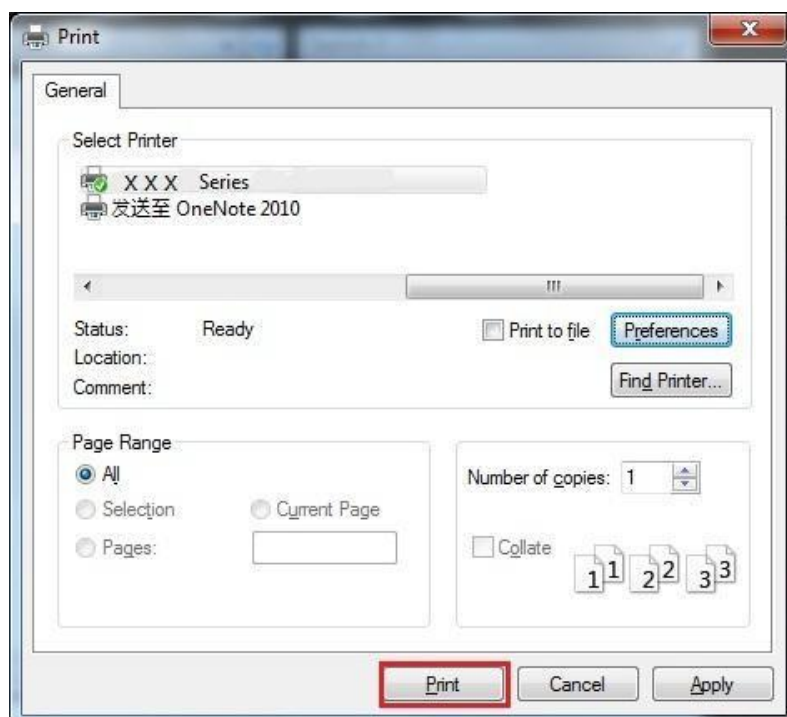 Print
General
Select Printer
X X X Series
发送至 OneNote 2010
Status: Ready
Print to file
Preferences
Location:
Find Printer...
Comment:
Page Range
All
Selection
Current Page
Pages:
Number of copies: 1
Collate
1 1 2 2 3 3
Print
Cancel
Apply